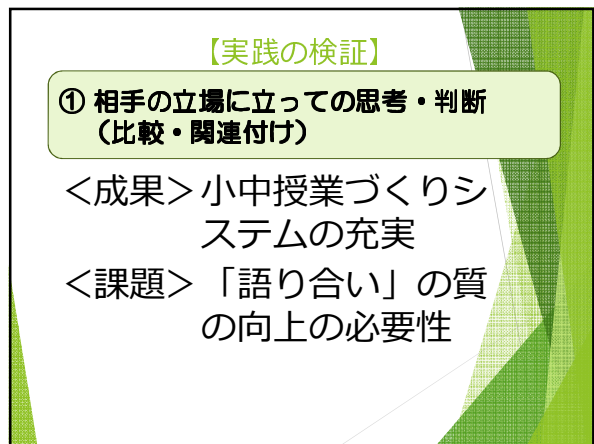 【実践の検証】
① 相手の立場に立っての思考・判断
（比較・関連付け）
＜成果＞小中授業づくりシ
ステムの充実
＜課題＞「語り合い」の質
の向上の必要性